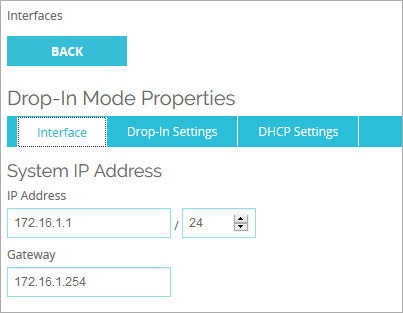 Interfaces
BACK
Drop-In Mode Properties
Interface Drop-In Settings DHCP Settings
System IP Address
IP Address
172.16.1.1 / 24
Gateway
172.16.1.254